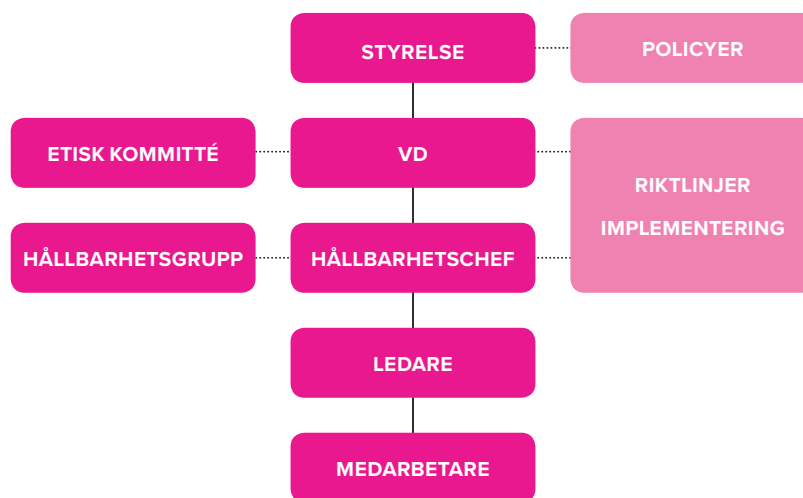 STYRELSE
POLICYER
ETISK KOMMITTÉ
VD
RIKTLINJER
IMPLEMENTERING
HÅLLBARHETSGRUPP
HÅLLBARHETSCHEF
LEDARE
MEDARBETARE